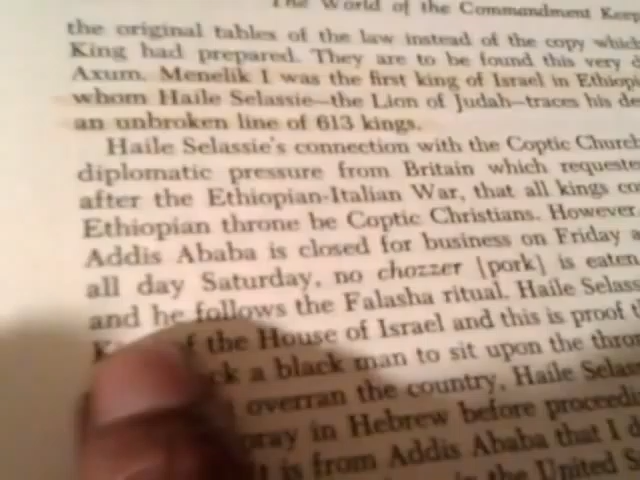 The World of the Commandment Keep
the original tables of the law instead of the copy which
King had prepared. They are to be found this very d
Axum. Menelik I was the first king of Israel in Ethiop
whom Haile Selassie—the Lion of Judah—traces his de
an unbroken line of 613 kings.
Haile Selassie's connection with the Coptic Church
diplomatic pressure from Britain which requeste
after the Ethiopian-Italian War, that all kings
Ethiopian throne be Coptic Christians. However
Addis Ababa is closed for business on Friday a
all day Saturday, no chozzer [pork] is eaten
and he follows the Falasha ritual. Haile Selass
of the House of Israel and this is proof t
a black man to sit upon the thron
overran the country, Haile Selas
pray in Hebrew before proceedi
is from Addis Ababa that I d
the United S